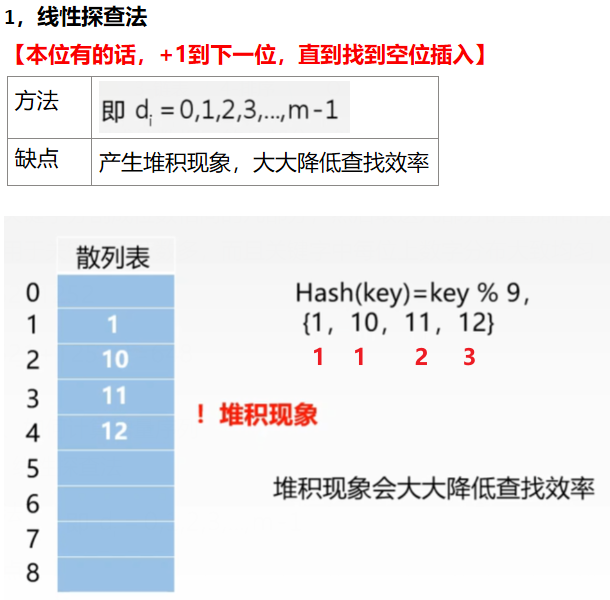 1，线性探查法
【本位有的话，+1到下一位，直到找到空位插入】
方法
即 di =0,1,2,3,...,m-1
缺点
产生堆积现象，大大降低查找效率
散列表
0
1
1
2
10
3
11
4
12
5
6
7
8
Hash(key)=key % 9，
{1，10，11，12}
1 1 2 3
！堆积现象
堆积现象会大大降低查找效率